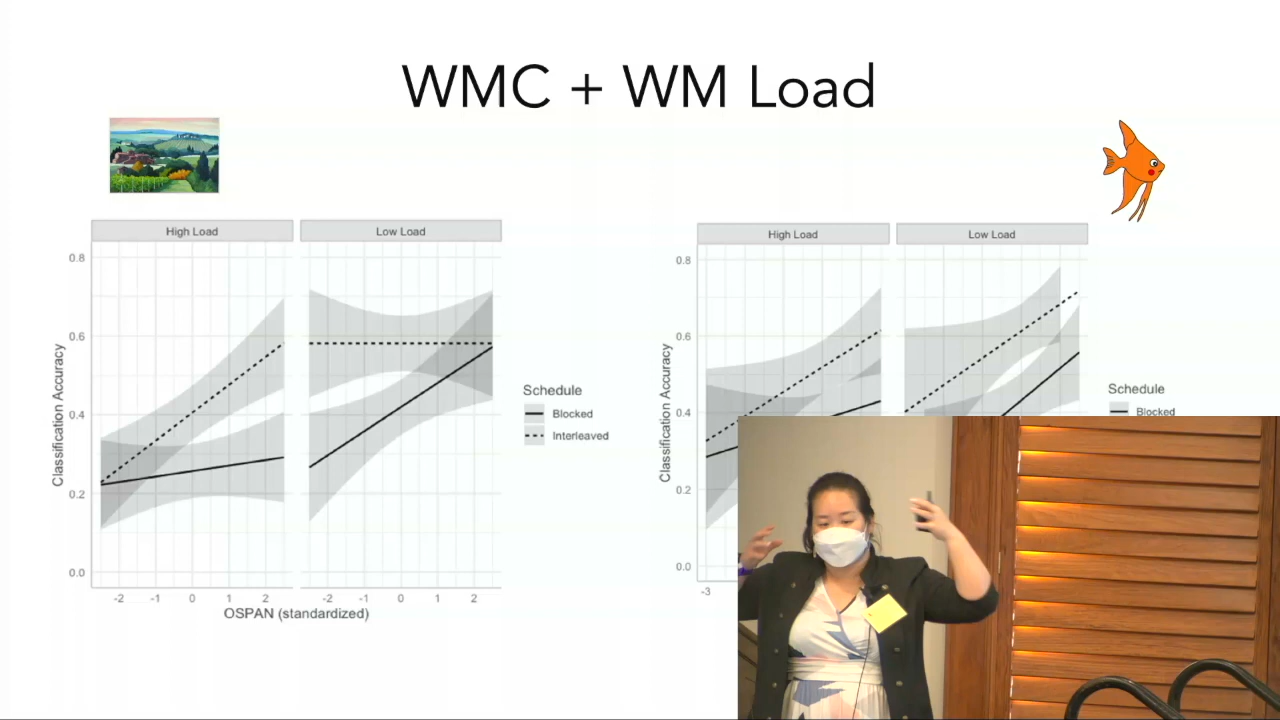 WMC + WM Load
High Load
Low Load
0.8
0.6
0.4
0.2
0.0
Classification Accuracy
-2 -1 0 1 2
-2 -1 0 1 2
OSPAN (standardized)
Schedule
Blocked
Interleaved
High Load
Low Load
0.8
0.6
0.4
0.2
0.0
Classification Accuracy
-3
Schedule
Blocked